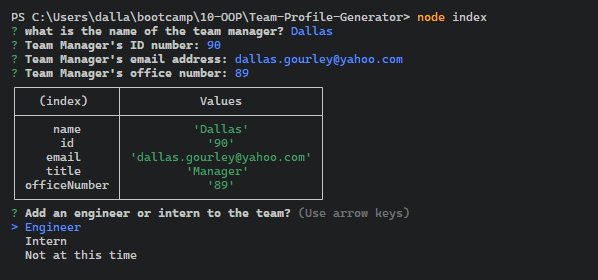 PS C:\Users\dalla\bootcamp\10-OOP\Team-Profile-Generator> node index
? what is the name of the team manager? Dallas
? Team Manager's ID number: 90
? Team Manager's email address: dallas.gourley@yahoo.com
? Team Manager's office number: 89
(index) Values
name 'Dallas'
id '90'
email 'dallas.gourley@yahoo.com'
title 'Manager'
officeNumber '89'
? Add an engineer or intern to the team? (Use arrow keys)
> Engineer
Intern
Not at this time